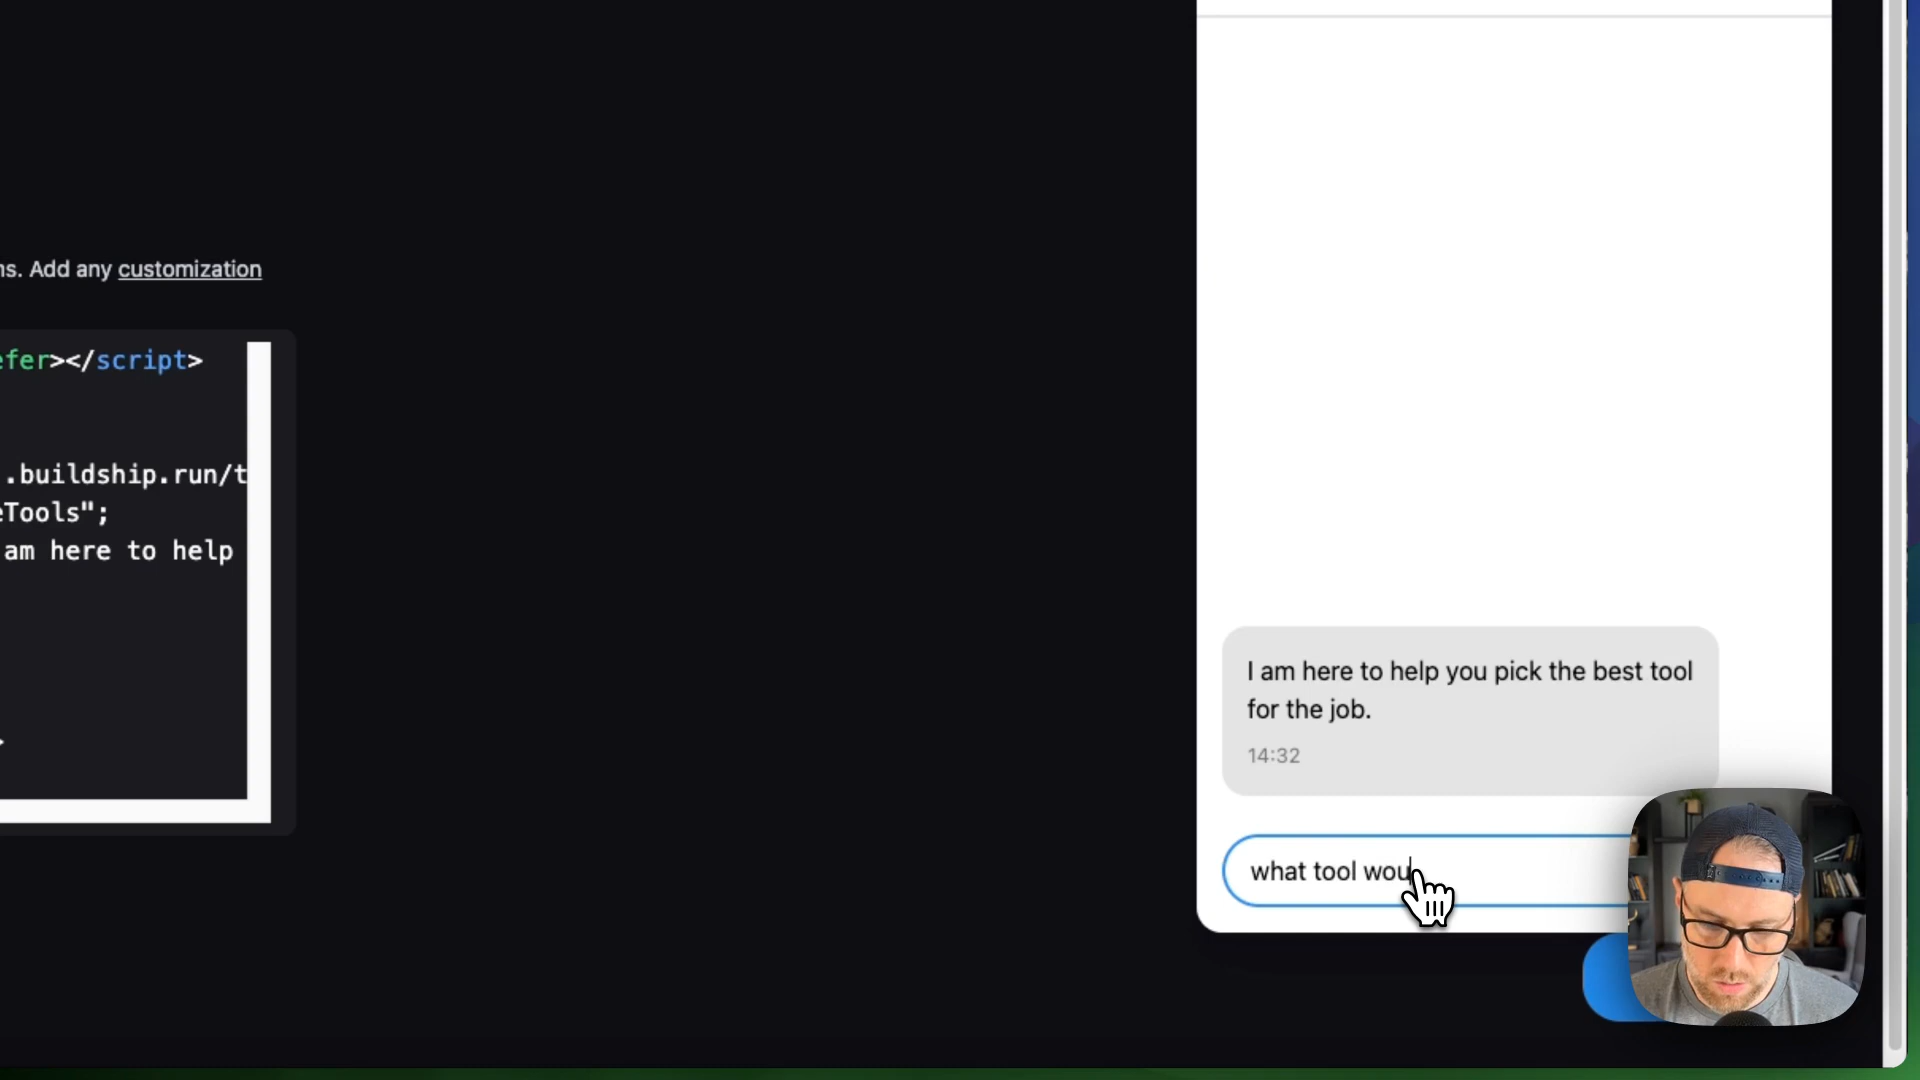 ns. Add any customization
efer></script>
.buildship.run/t
eTools";
am here to help
>
I am here to help you pick the best tool
for the job.
14:32
what tool wou